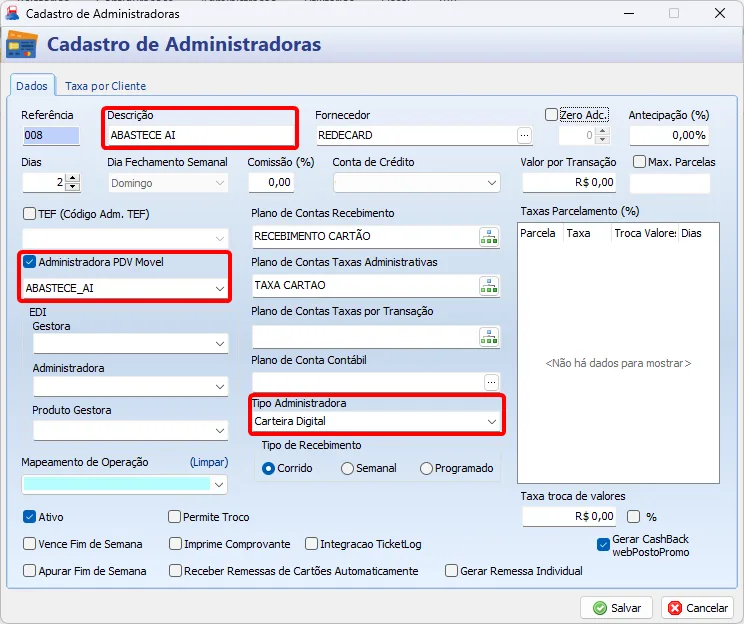 Cadastro de Administradoras
Cadastro de Administradoras
Dados
Taxa por Cliente
Referência
Descrição
Fornecedor
Zero Adc.
Antecipação (%)
008
ABASTECE AI
REDECARD
...
0
0,00%
Dias
Dia Fechamento Semanal
Comissão (%)
Conta de Crédito
Valor por Transação
Max. Parcelas
2
Domingo
0,00
R$ 0,00
TEF (Código Adm. TEF)
Plano de Contas Recebimento
RECEBIMENTO CARTÃO
Taxas Parcelamento (%)
Parcela
Taxa
Troca Valores
Dias
<Não há dados para mostrar>
Administradora PDV Movel
ABASTECE_AI
Plano de Contas Taxas Administrativas
TAXA CARTAO
EDI
Gestora
Plano de Contas Taxas por Transação
Administradora
Plano de Conta Contábil
...
Produto Gestora
Tipo Administradora
Carteira Digital
Tipo de Recebimento
Corrido
Semanal
Programado
Mapeamento de Operação
(Limpar)
Taxa troca de valores
R$ 0,00
%
Ativo
Permite Troco
Gerar CashBack
webPostoPromo
Vence Fim de Semana
Imprime Comprovante
Integracao TicketLog
Apurar Fim de Semana
Receber Remessas de Cartões Automaticamente
Gerar Remessa Individual
Salvar
Cancelar